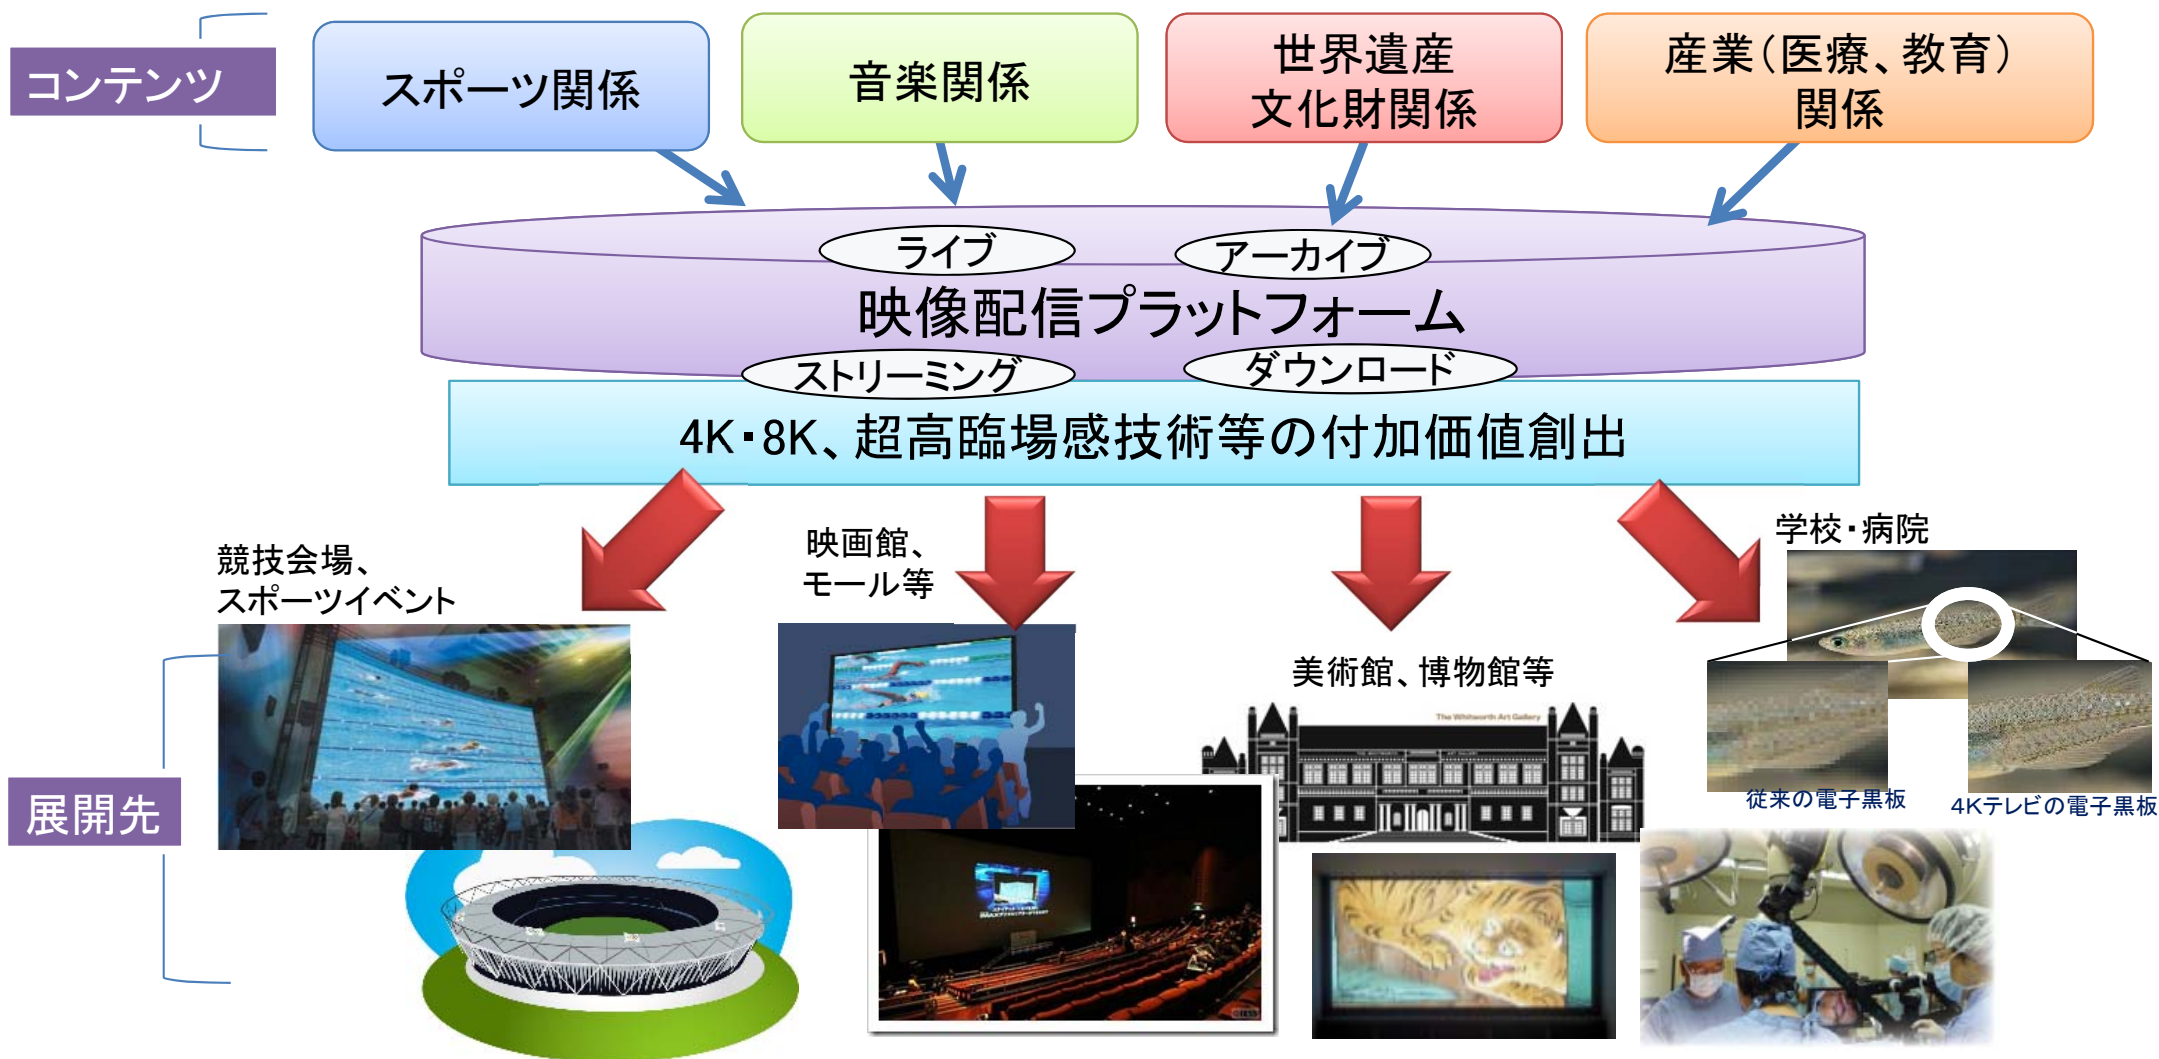 コンテンツ
スポーツ関係
音楽関係
世界遺産
文化財関係
産業(医療、教育)
関係
ライブ
アーカイブ
映像配信プラットフォーム
ストリーミング
ダウンロード
4K・8K、超高臨場感技術等の付加価値創出
競技会場、
スポーツイベント
映画館、
モール等
美術館、博物館等
学校・病院
The Whitworth Art Gallery
従来の電子黒板
4Kテレビの電子黒板
展開先